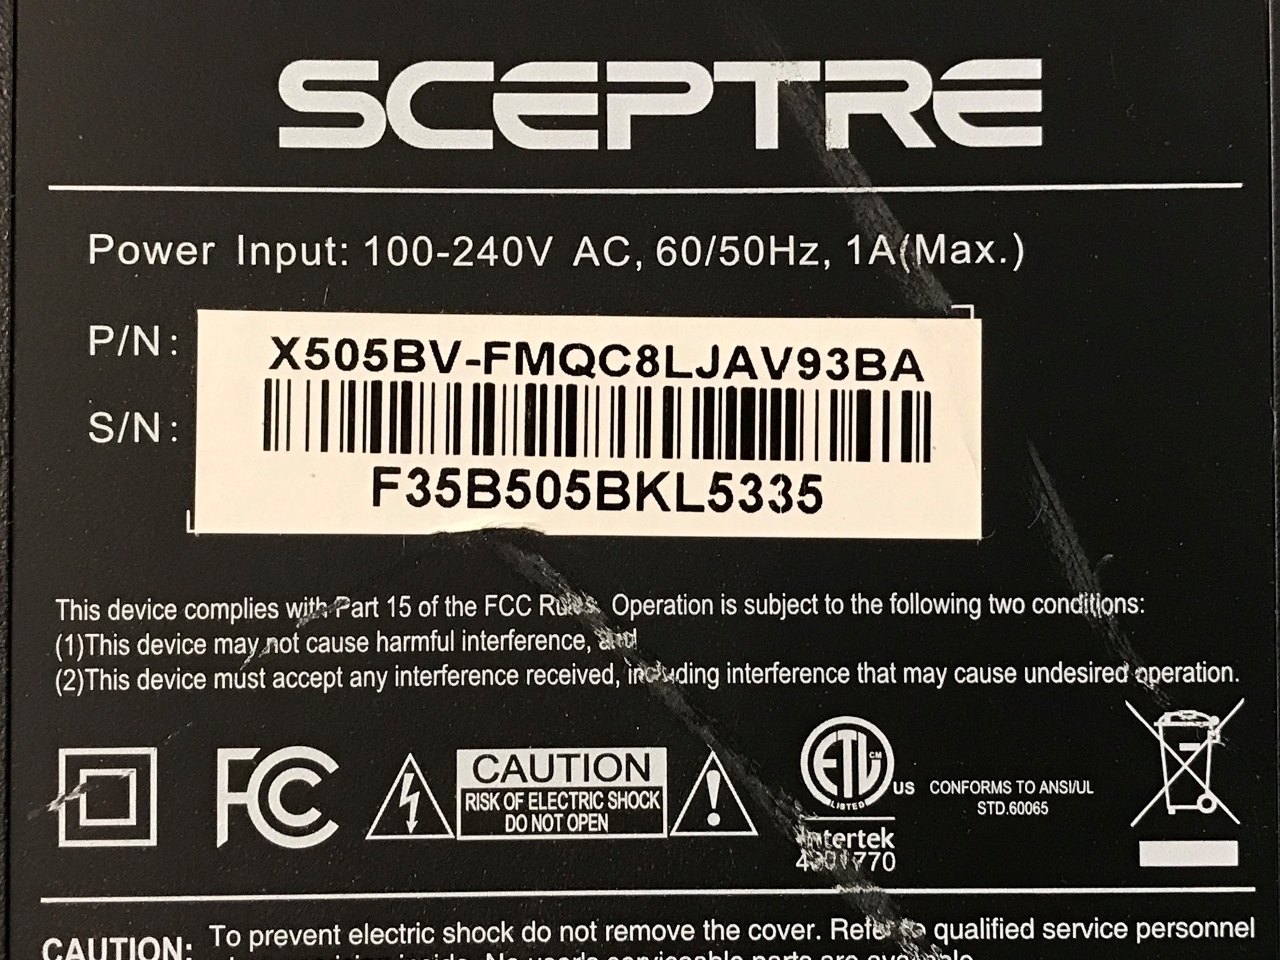 SCEPTRE
Power Input: 100-240V AC, 60/50Hz, 1A(Max.)
P/N: X505BV-FMQC8LJAV93BA
S/N: F35B505BKL5335
This device complies with Part 15 of the FCC Rules. Operation is subject to the following two conditions:
(1)This device may not cause harmful interference, and
(2)This device must accept any interference received, including interference that may cause undesired operation.
FC
CAUTION
RISK OF ELECTRIC SHOCK
DO NOT OPEN
ETL CM
LISTED
US
Intertek
CONFORMS TO ANSI/UL
STD.60065
CAUTION: To prevent electric shock do not remove the cover. Refer to qualified service personnel